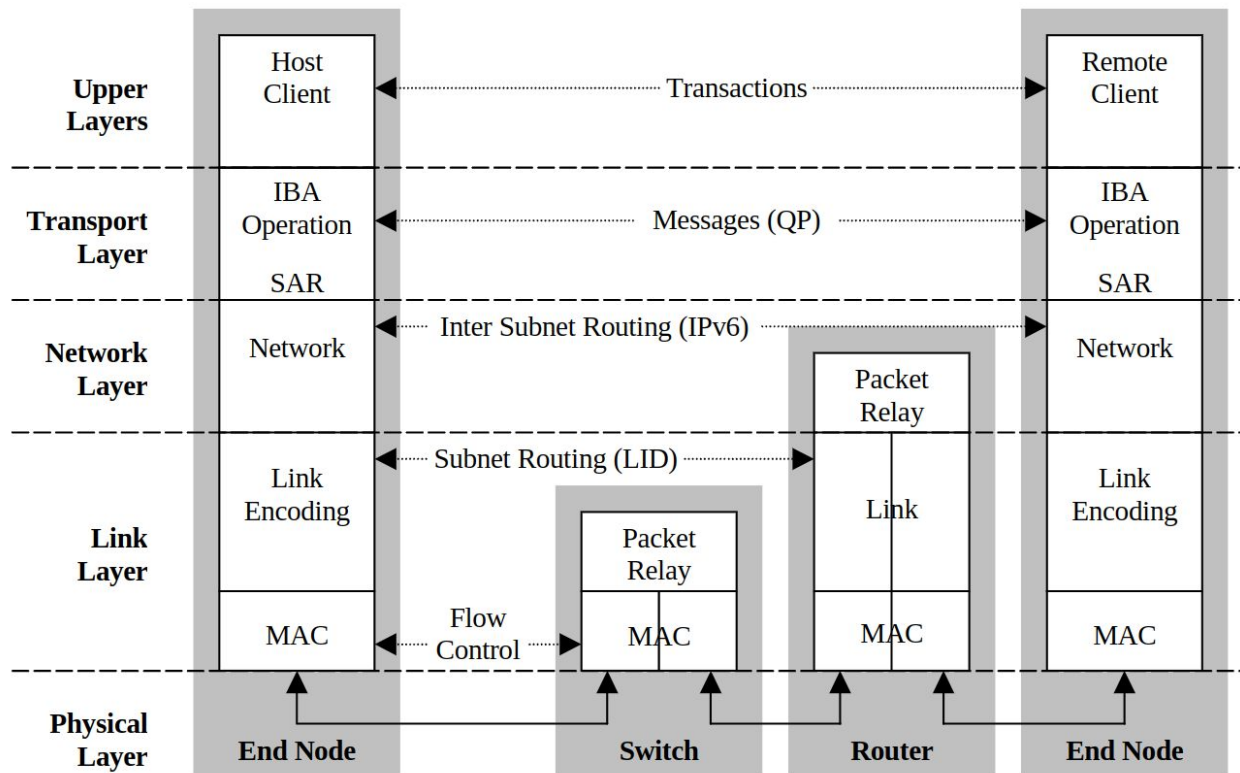 Host
Client
Transactions
Remote
Client
Upper
Layers
IBA
Operation
Messages (QP)
IBA
Operation
Transport
Layer
SAR
SAR
Inter Subnet Routing (IPv6)
Network
Network
Network
Layer
Packet
Relay
Subnet Routing (LID)
Link
Encoding
Link
Link
Encoding
Link
Layer
Packet
Relay
Flow
Control
MAC
MAC
MAC
MAC
Physical
Layer
End Node
Switch
Router
End Node